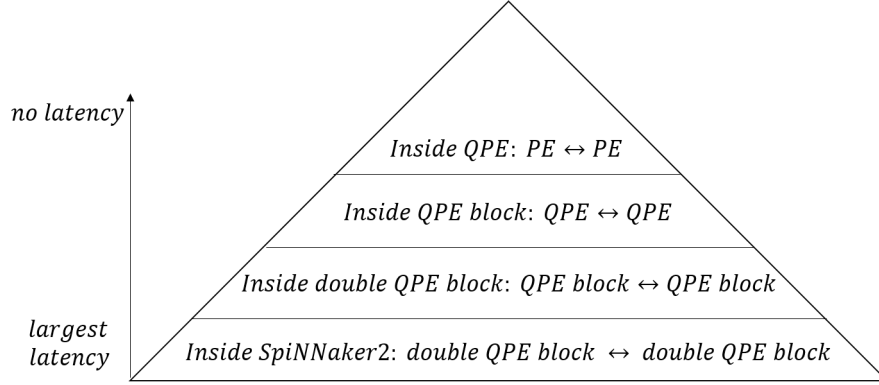 no latency
Inside QPE: PE ↔ PE
Inside QPE block: QPE ↔ QPE
Inside double QPE block: QPE block ↔ QPE block
largest
latency
Inside SpiNNaker2: double QPE block ↔ double QPE block